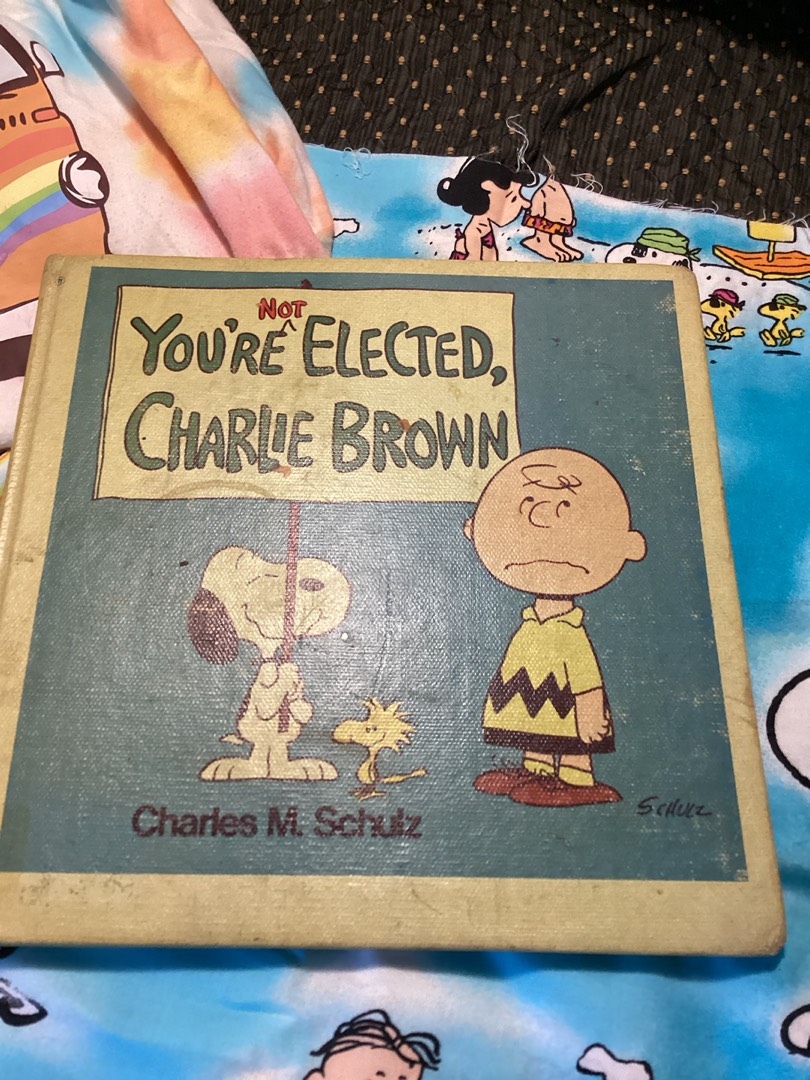 NOT
YOU'RE ^ ELECTED,
CHARLIE BROWN
Charles M. Schulz
SCHULZ